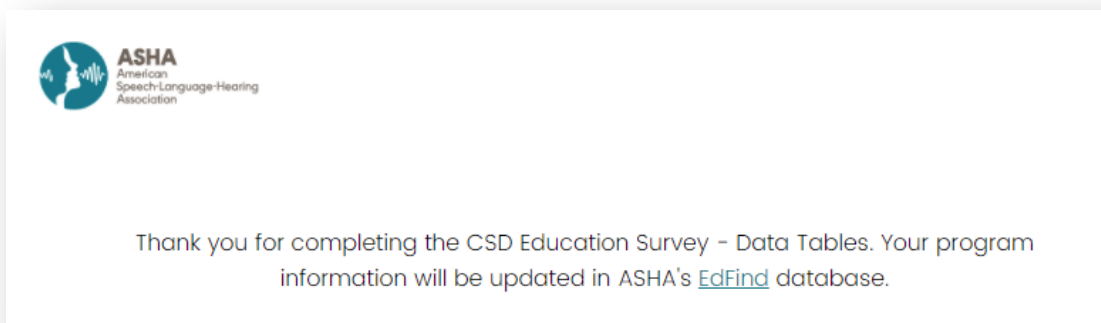 ASHA
American
Speech-Language-Hearing
Association
Thank you for completing the CSD Education Survey - Data Tables. Your program
information will be updated in ASHA's EdFind database.